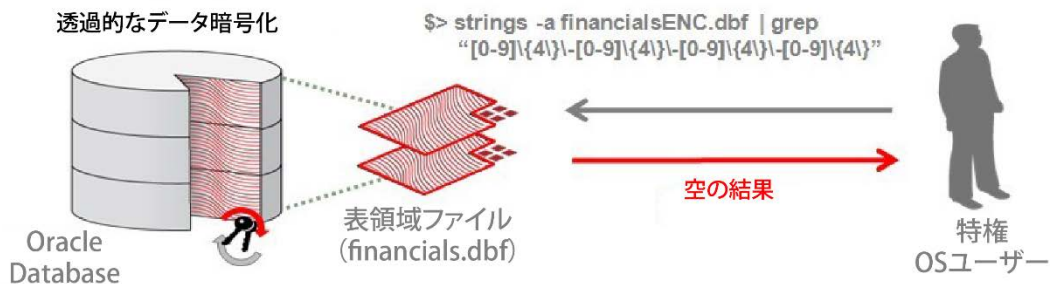 透過的なデータ暗号化
$> strings -a financialsENC.dbf | grep
“[0-9]\{4\}\-[0-9]\{4\}\-[0-9]\{4\}\-[0-9]\{4\}”
空の結果
Oracle
Database
表領域ファイル
(financials.dbf)
特権
OSユーザー